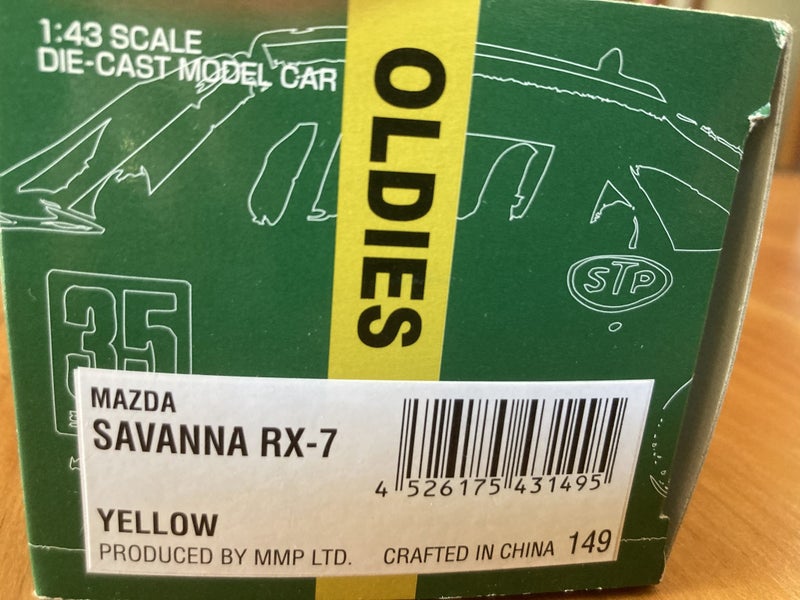 1:43 SCALE
DIE-CAST MODEL CAR
OLDIES
STP
35
MAZDA
SAVANNA RX-7
4 526175 431495
YELLOW
PRODUCED BY MMP LTD. CRAFTED IN CHINA 149